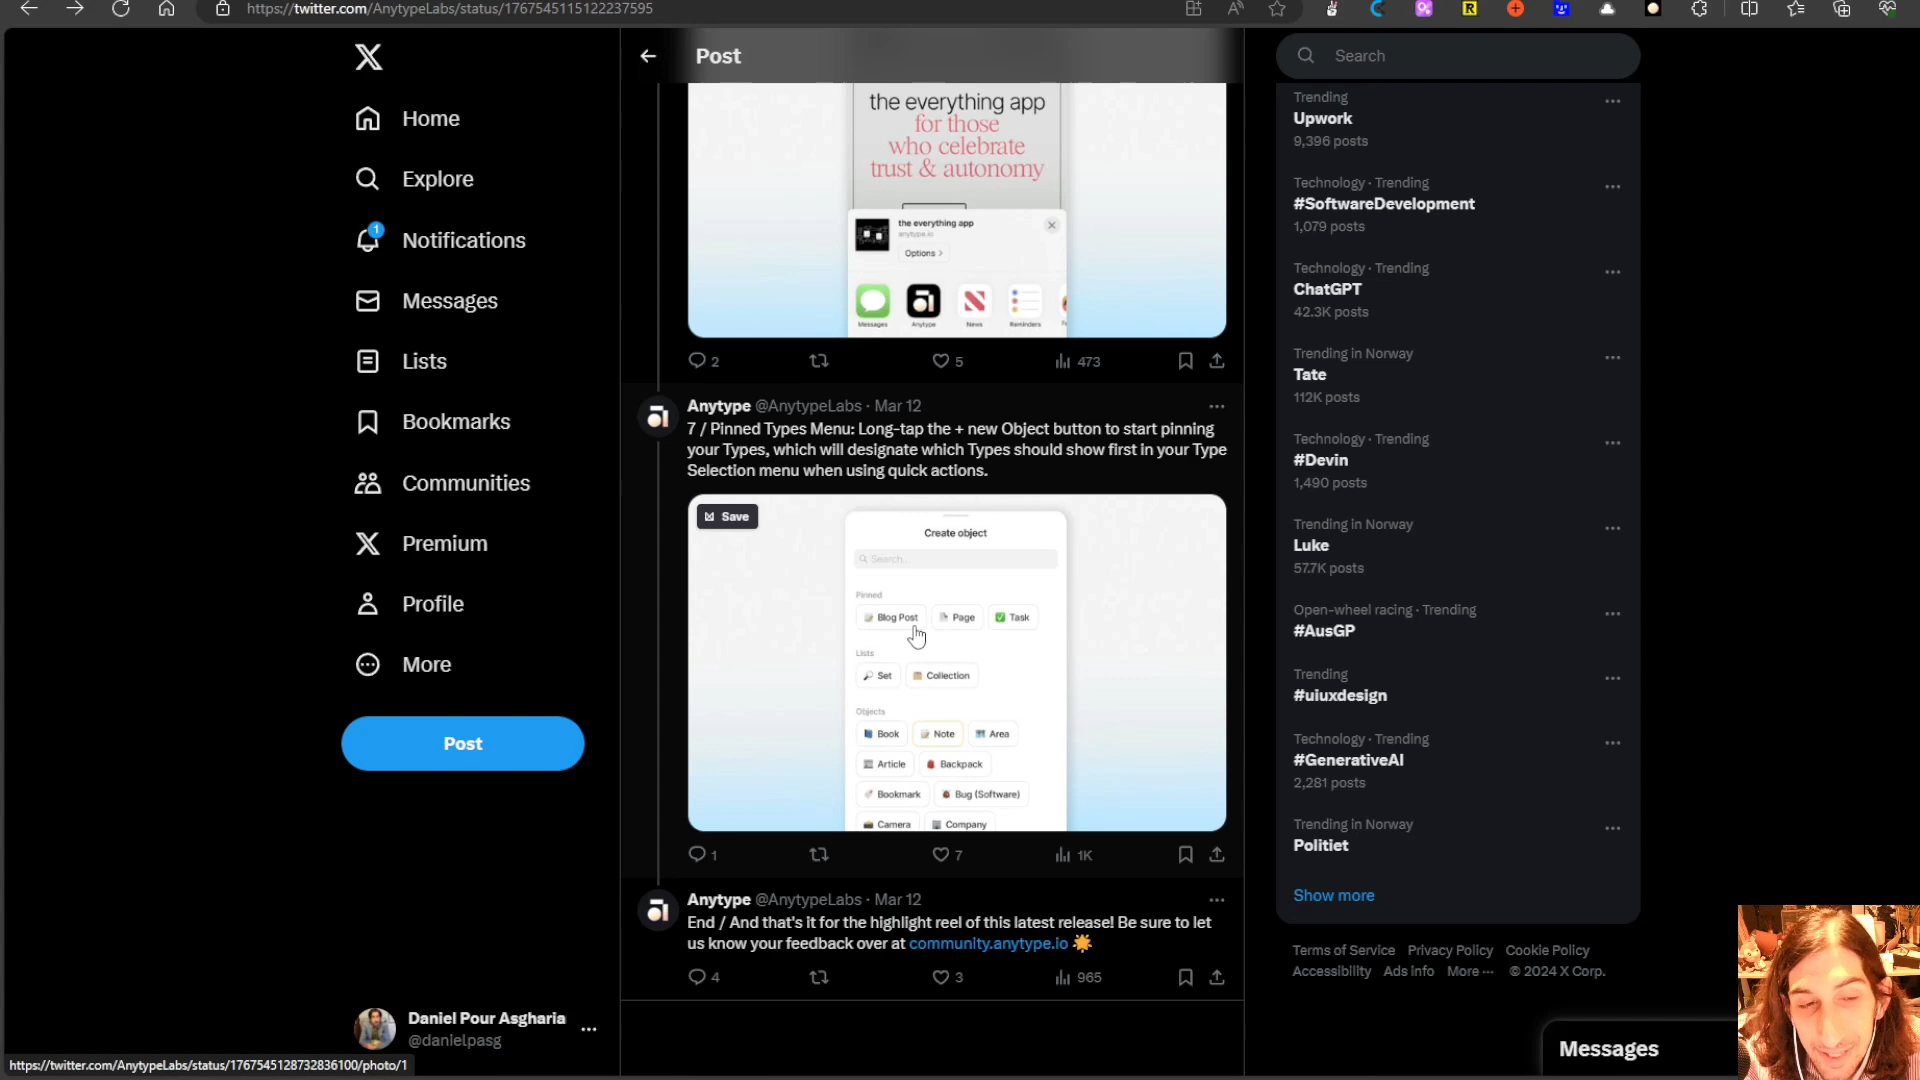 https://twitter.com/AnytypeLabs/status/1767545115122237595
Home
Explore
1
Notifications
Messages
Lists
Bookmarks
Communities
Premium
Profile
More
Post
Daniel Pour Asgharia
@danielpasg
https://twitter.com/AnytypeLabs/status/1767545128732836100/photo/1
Post
the everything app
for those
who celebrate
trust & autonomy
the everything app
anytype.io
Options >
Messages
Anytype
News
Reminders
2
5
473
Anytype @AnytypeLabs · Mar 12
7 / Pinned Types Menu: Long-tap the + new Object button to start pinning
your Types, which will designate which Types should show first in your Type
Selection menu when using quick actions.
Save
Create object
Search...
Pinned
Blog Post
Page
Task
Lists
Set
Collection
Objects
Book
Note
Area
Article
Backpack
Bookmark
Bug (Software)
Camera
Company
1
7
1K
Anytype @AnytypeLabs · Mar 12
End / And that's it for the highlight reel of this latest release! Be sure to let
us know your feedback over at community.anytype.io
4
3
965
Search
Trending
Upwork
9,396 posts
Technology · Trending
#SoftwareDevelopment
1,079 posts
Technology · Trending
ChatGPT
42.3K posts
Trending in Norway
Tate
112K posts
Technology · Trending
#Devin
1,490 posts
Trending in Norway
Luke
57.7K posts
Open-wheel racing · Trending
#AusGP
Trending
#uiuxdesign
Technology · Trending
#GenerativeAI
2,281 posts
Trending in Norway
Politiet
Show more
Terms of Service Privacy Policy Cookie Policy
Accessibility Ads info More ··· © 2024 X Corp.
Messages